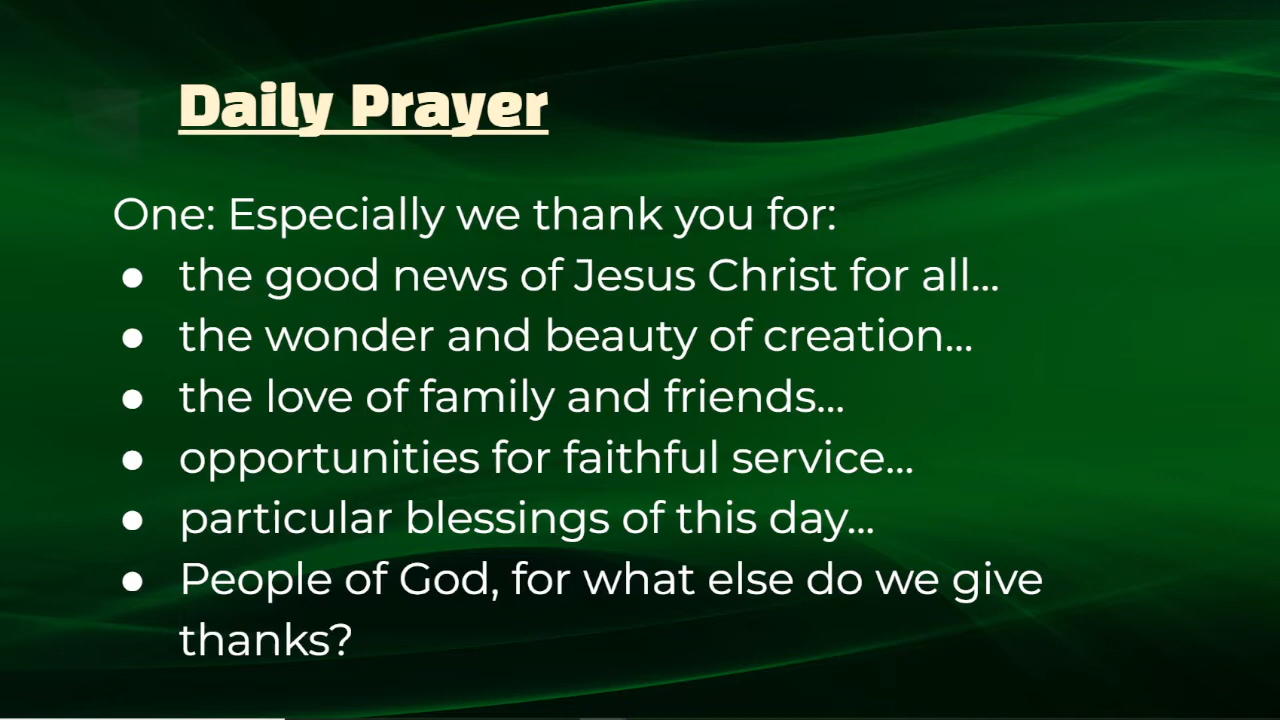 Daily Prayer
One: Especially we thank you for:
● the good news of Jesus Christ for all...
● the wonder and beauty of creation...
● the love of family and friends...
● opportunities for faithful service...
● particular blessings of this day...
● People of God, for what else do we give
thanks?